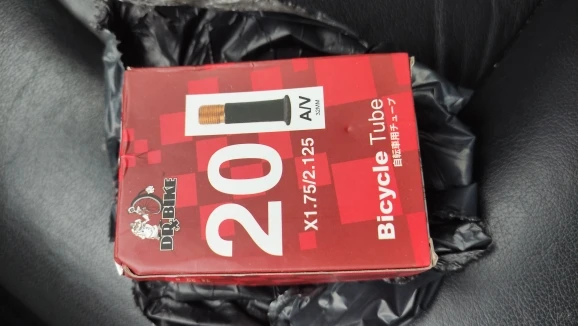 DR.BIKE
20
X1.75/2.125
A/V
32MM
Bicycle Tube
自転車用チューブ